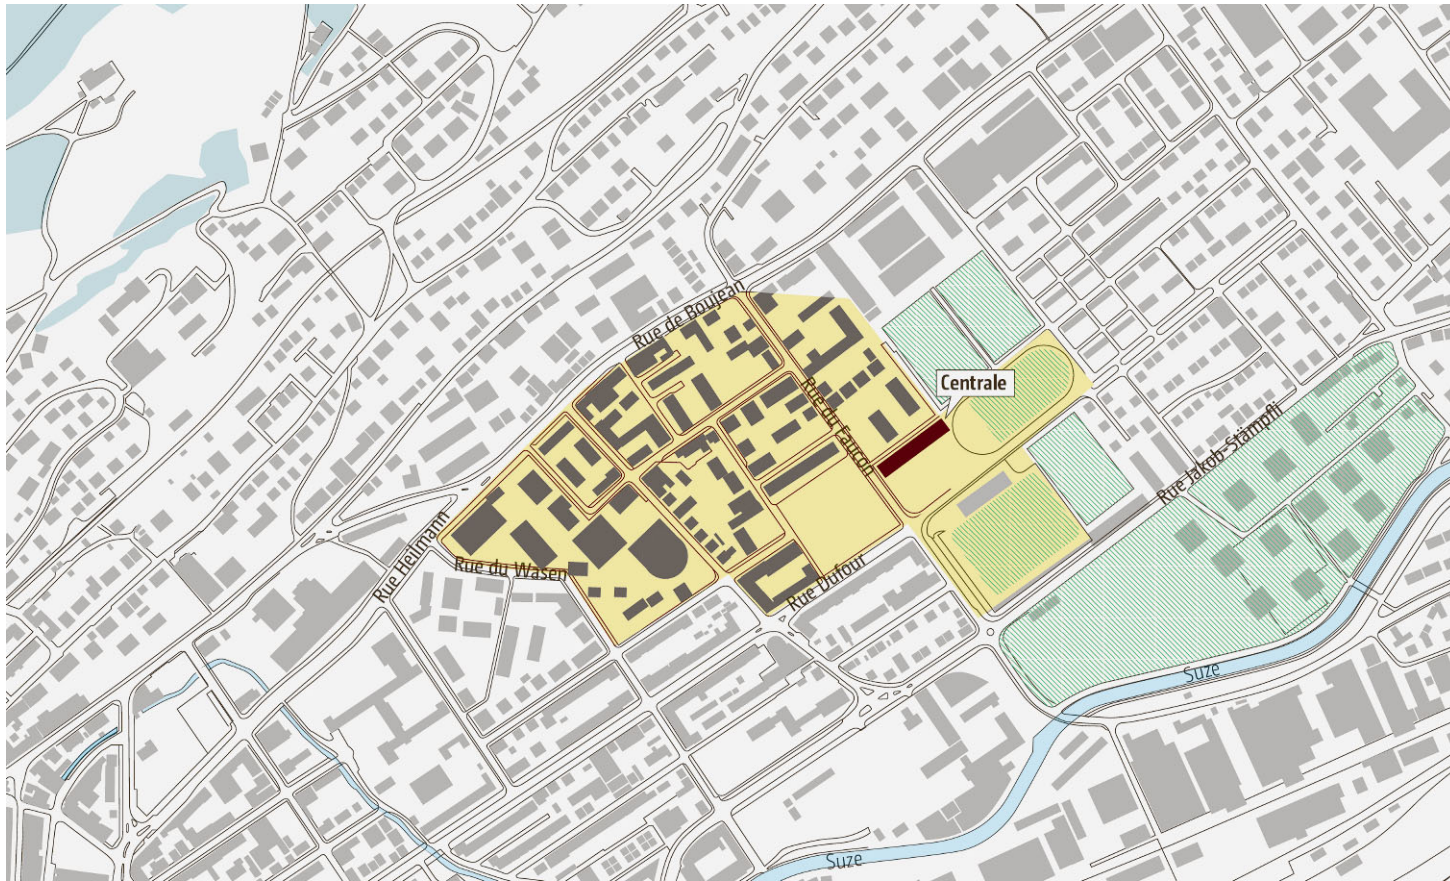 Rue de Boujean
Centrale
Rue du Faucon
Rue Jakob-Stämpfli
Rue Heilmann
Rue du Wasen
Rue Dufour
Suze
Suze